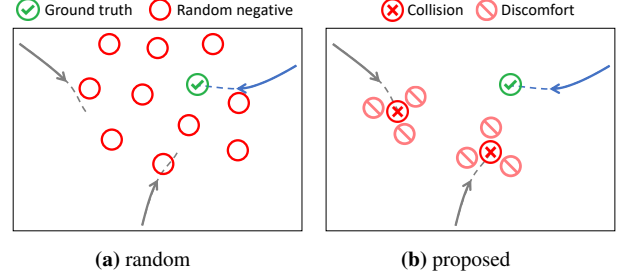 Ground truth Random negative Collision Discomfort
(a) random (b) proposed